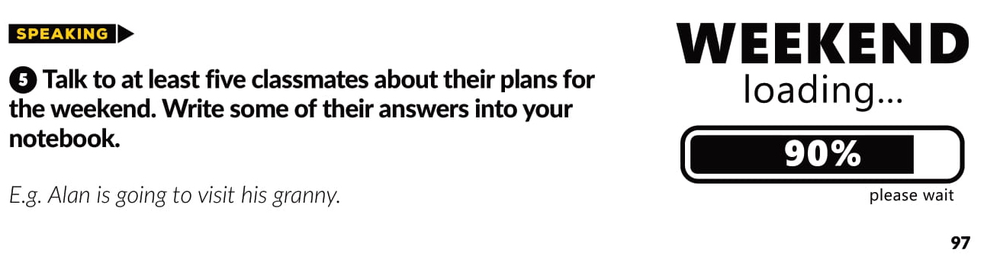 SPEAKING
5 Talk to at least five classmates about their plans for
the weekend. Write some of their answers into your
notebook.
E.g. Alan is going to visit his granny.
WEEKEND
loading...
90%
please wait
97